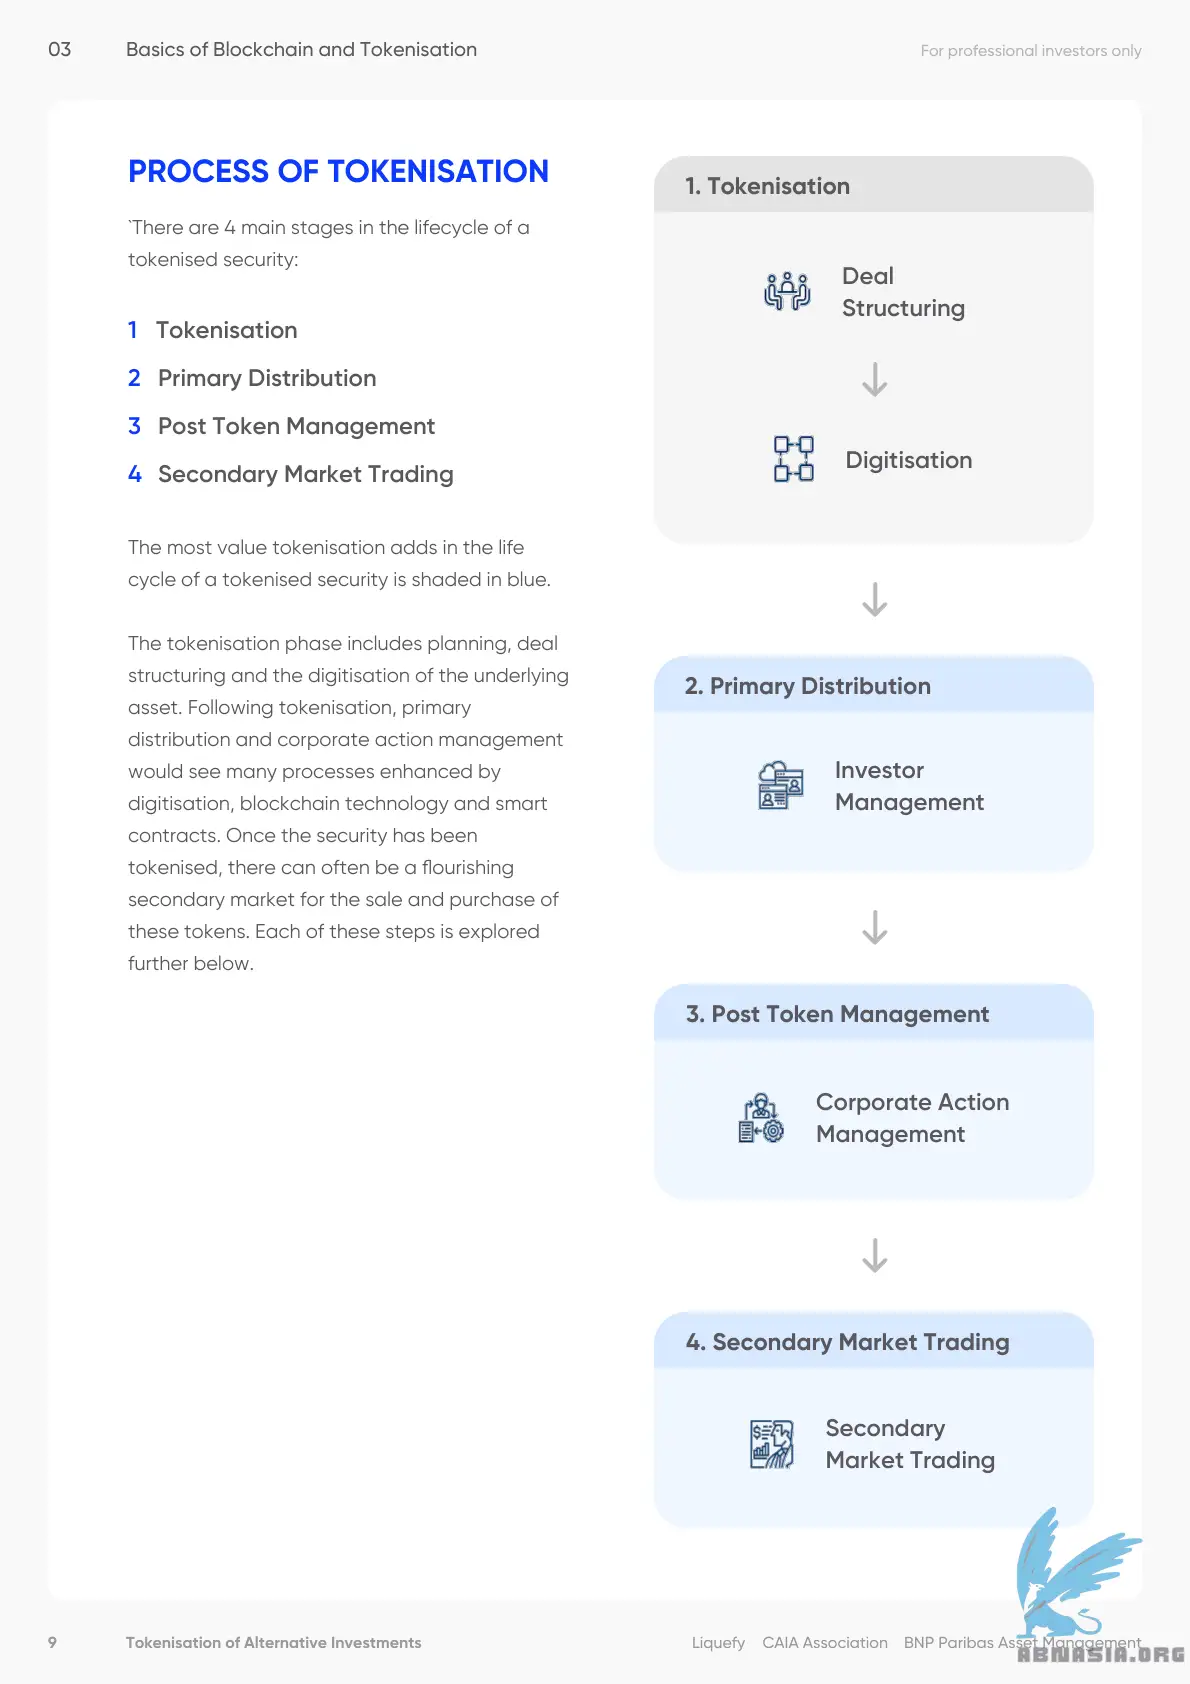 03
Basics of Blockchain and Tokenisation
For professional investors only
PROCESS OF TOKENISATION
`There are 4 main stages in the lifecycle of a
tokenised security:
1 Tokenisation
2 Primary Distribution
3 Post Token Management
4 Secondary Market Trading
The most value tokenisation adds in the life
cycle of a tokenised security is shaded in blue.
The tokenisation phase includes planning, deal
structuring and the digitisation of the underlying
asset. Following tokenisation, primary
distribution and corporate action management
would see many processes enhanced by
digitisation, blockchain technology and smart
contracts. Once the security has been
tokenised, there can often be a flourishing
secondary market for the sale and purchase of
these tokens. Each of these steps is explored
further below.
1. Tokenisation
Deal
Structuring
Digitisation
2. Primary Distribution
Investor
Management
3. Post Token Management
Corporate Action
Management
4. Secondary Market Trading
Secondary
Market Trading
9
Tokenisation of Alternative Investments
Liquefy CAIA Association BNP Paribas Asset Management
ABNASIA.ORG